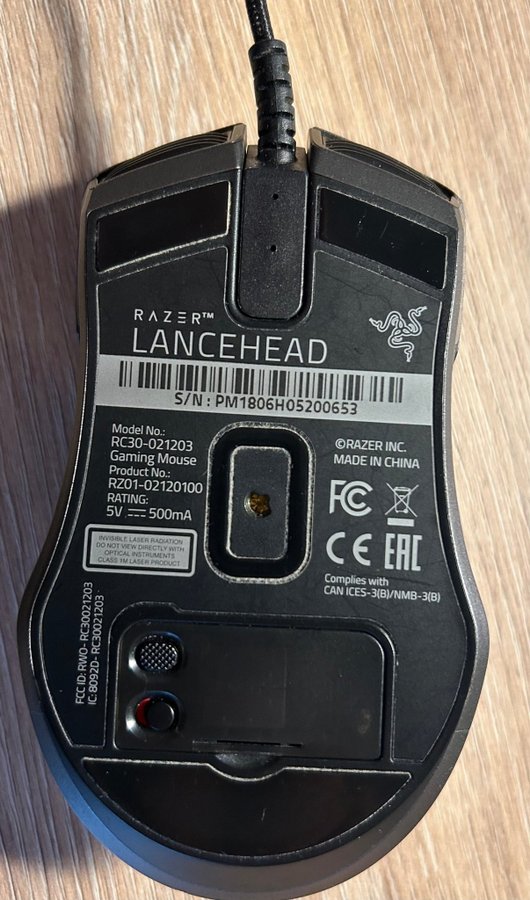 RAZER™
LANCEHEAD
S/N : PM1806H05200653
Model No.:
RC30-021203
Gaming Mouse
Product No.:
RZ01-02120100
RATING:
5V ⎓ 500mA
INVISIBLE LASER RADIATION
DO NOT VIEW DIRECTLY WITH
OPTICAL INSTRUMENTS
CLASS 1M LASER PRODUCT
©RAZER INC.
MADE IN CHINA
FC
CE EAC
Complies with
CAN ICES-3(B)/NMB-3(B)
FCC ID: RWO-RC30021203
IC: 8092D- RC30021203